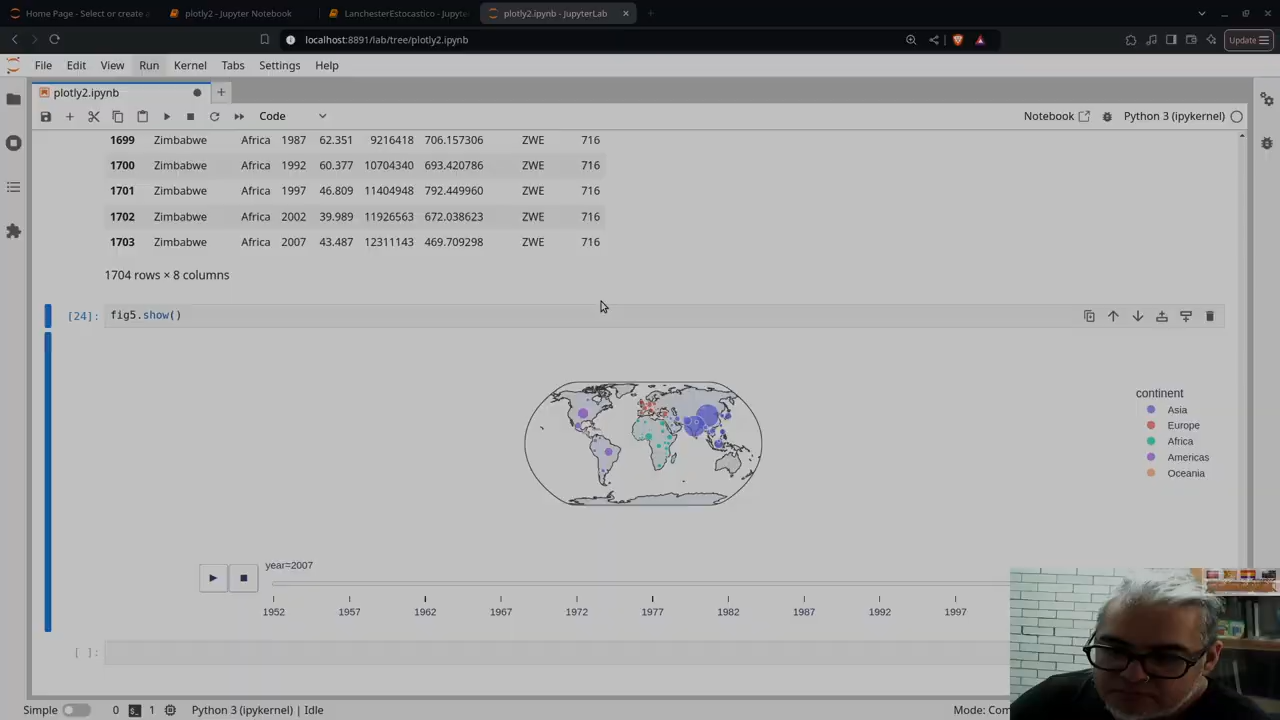 Home Page - Select or create a
plotly2 - Jupyter Notebook
LanchesterEstocastico - Jupyte
plotly2.ipynb - JupyterLab
localhost:8891/lab/tree/plotly2.ipynb
Update
File Edit View Run Kernel Tabs Settings Help
plotly2.ipynb
Code
Notebook
Python 3 (ipykernel)
1699 Zimbabwe Africa 1987 62.351 9216418 706.157306 ZWE 716
1700 Zimbabwe Africa 1992 60.377 10704340 693.420786 ZWE 716
1701 Zimbabwe Africa 1997 46.809 11404948 792.449960 ZWE 716
1702 Zimbabwe Africa 2002 39.989 11926563 672.038623 ZWE 716
1703 Zimbabwe Africa 2007 43.487 12311143 469.709298 ZWE 716
1704 rows × 8 columns
[24]: fig5.show()
continent
Asia
Europe
Africa
Americas
Oceania
year=2007
1952 1957 1962 1967 1972 1977 1982 1987 1992 1997
[ ]:
Simple 0 1 Python 3 (ipykernel) | Idle Mode: Com